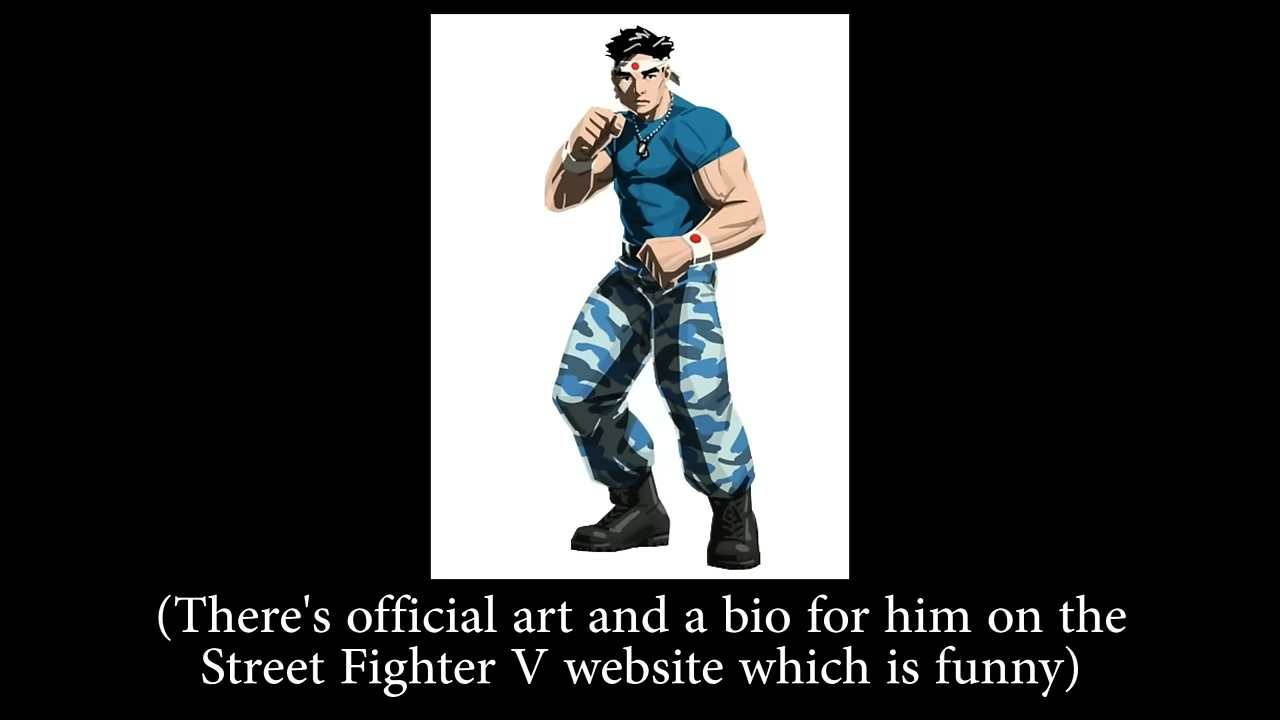 (There's official art and a bio for him on the
Street Fighter V website which is funny)